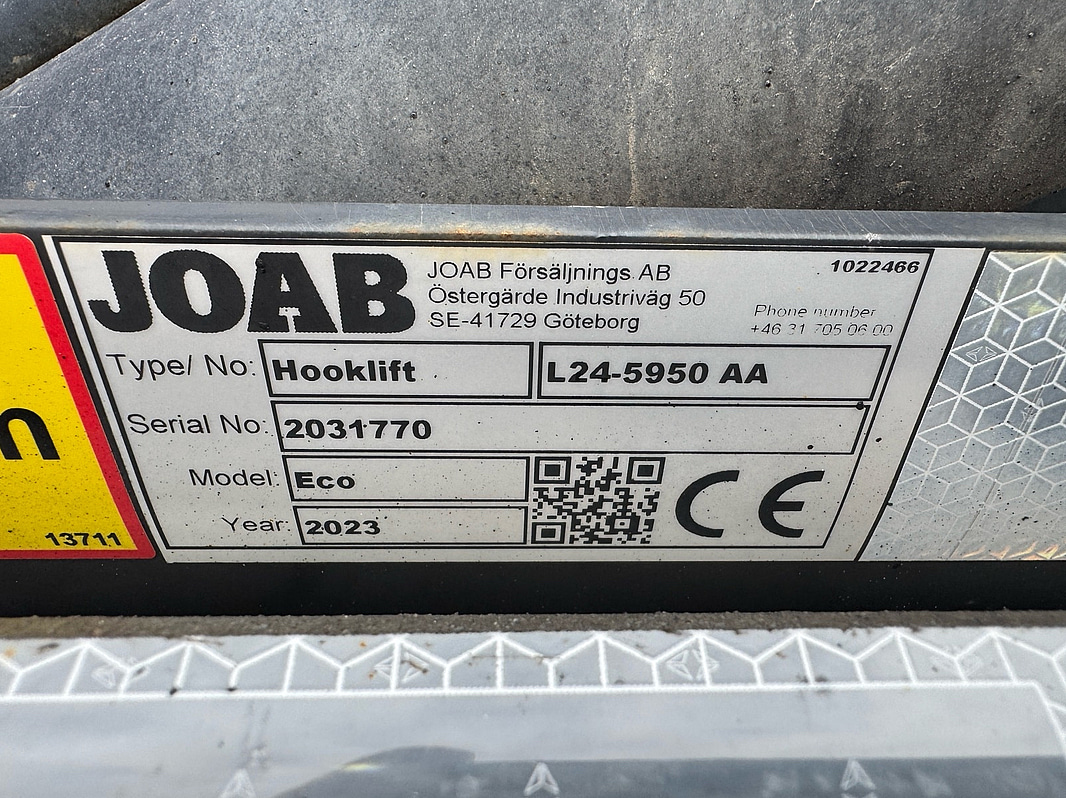 JOAB
JOAB Försäljnings AB
Östergärde Industriväg 50
SE-41729 Göteborg
1022466
Phone number
+46 31 705 06 00
Type/ No: Hooklift L24-5950 AA
Serial No: 2031770
Model: Eco
Year: 2023
CE
13711